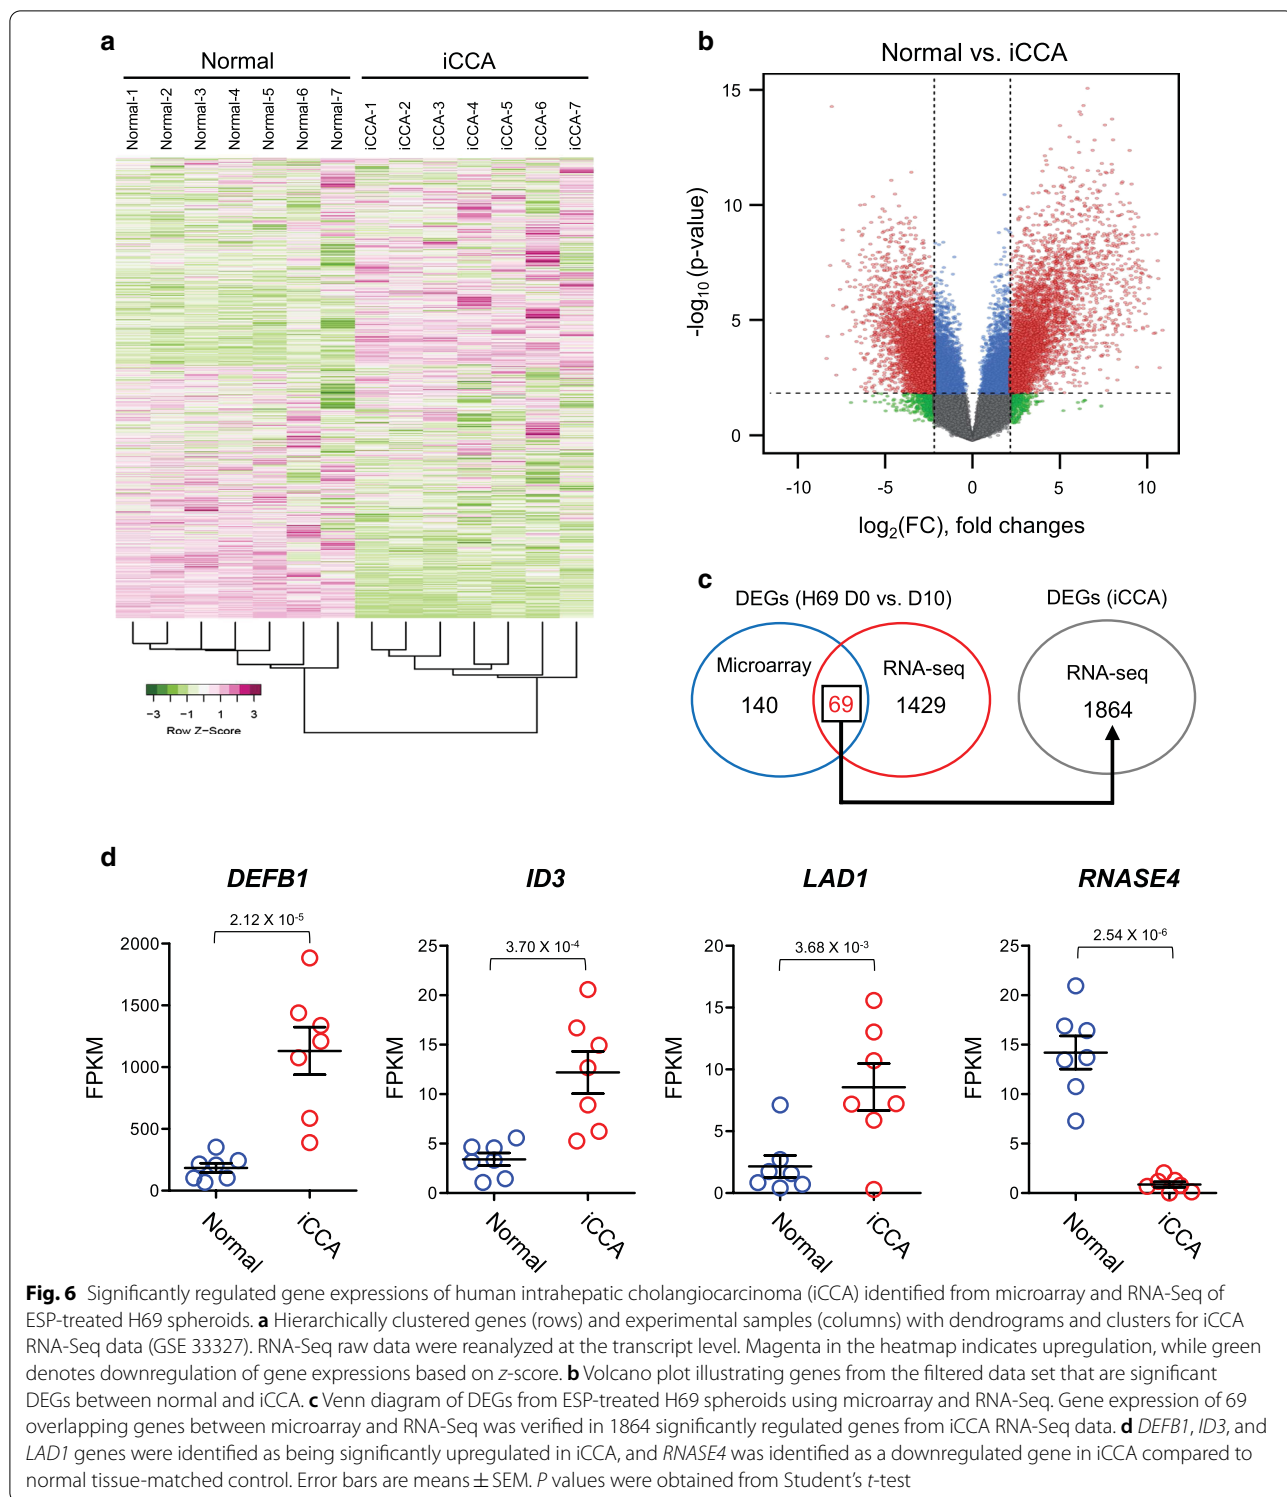 a
Normal
iCCA
Normal-1
Normal-2
Normal-3
Normal-4
Normal-5
Normal-6
Normal-7
iCCA-1
iCCA-2
iCCA-3
iCCA-4
iCCA-5
iCCA-6
iCCA-7
−3 −1 1 3
Row Z−Score
b
Normal vs. iCCA
15
10
5
0
-log10 (p-value)
-10 -5 0 5 10
log2(FC), fold changes
c
DEGs (H69 D0 vs. D10)
DEGs (iCCA)
Microarray
140
69
RNA-seq
1429
RNA-seq
1864
d
DEFB1
2.12 X 10-5
2000
1500
1000
500
0
FPKM
Normal
iCCA
ID3
3.70 X 10-4
25
20
15
10
5
0
FPKM
Normal
iCCA
LAD1
3.68 X 10-3
20
15
10
5
0
FPKM
Normal
iCCA
RNASE4
2.54 X 10-6
25
20
15
10
5
0
FPKM
Normal
iCCA
Fig. 6 Significantly regulated gene expressions of human intrahepatic cholangiocarcinoma (iCCA) identified from microarray and RNA-Seq of
ESP-treated H69 spheroids. a Hierarchically clustered genes (rows) and experimental samples (columns) with dendrograms and clusters for iCCA
RNA-Seq data (GSE 33327). RNA-Seq raw data were reanalyzed at the transcript level. Magenta in the heatmap indicates upregulation, while green
denotes downregulation of gene expressions based on z-score. b Volcano plot illustrating genes from the filtered data set that are significant
DEGs between normal and iCCA. c Venn diagram of DEGs from ESP-treated H69 spheroids using microarray and RNA-Seq. Gene expression of 69
overlapping genes between microarray and RNA-Seq was verified in 1864 significantly regulated genes from iCCA RNA-Seq data. d DEFB1, ID3, and
LAD1 genes were identified as being significantly upregulated in iCCA, and RNASE4 was identified as a downregulated gene in iCCA compared to
normal tissue-matched control. Error bars are means ± SEM. P values were obtained from Student's t-test